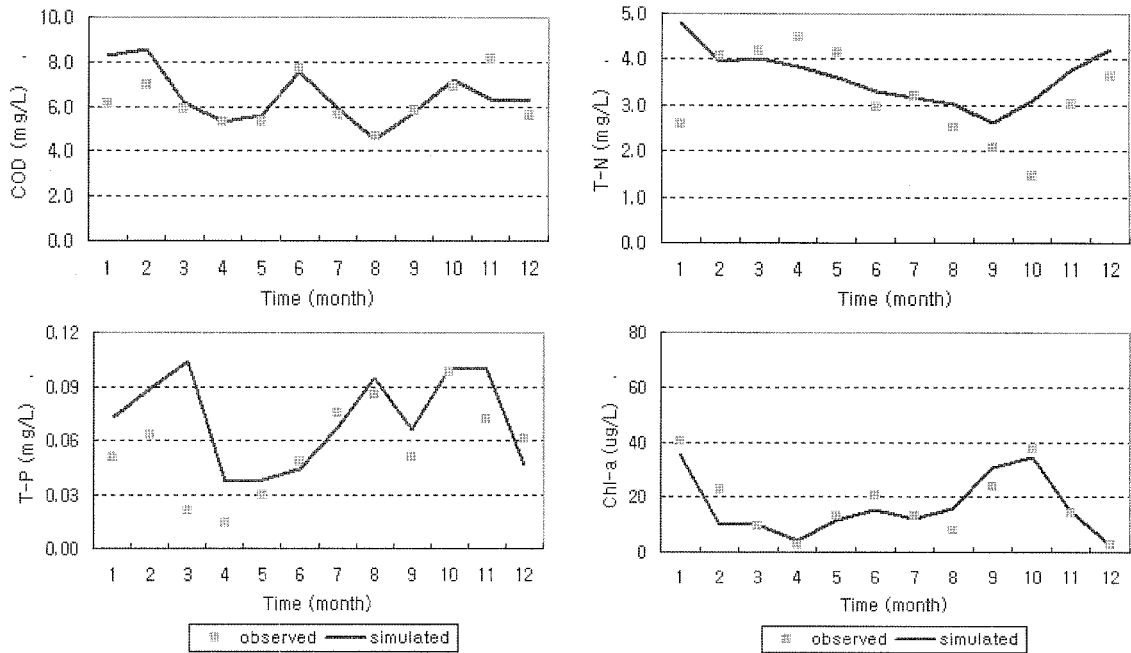 COD (mg/L)
10.0
8.0
6.0
4.0
2.0
0.0
1 2 3 4 5 6 7 8 9 10 11 12
Time (month)
T-N (mg/L)
5.0
4.0
3.0
2.0
1.0
0.0
1 2 3 4 5 6 7 8 9 10 11 12
Time (month)
T-P (mg/L)
0.12
0.09
0.06
0.03
0.00
1 2 3 4 5 6 7 8 9 10 11 12
Time (month)
observed simulated
Chl-a (ug/L)
80
60
40
20
0
1 2 3 4 5 6 7 8 9 10 11 12
Time (month)
observed simulated